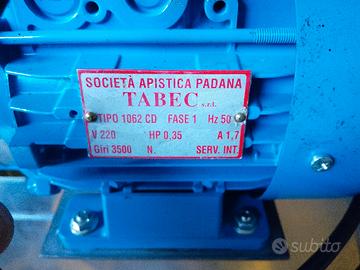 SOCIETÀ APISTICA PADANA
TABEC s.r.l.
TIPO 1062 CD FASE 1 Hz 50
V 220 HP 0,35 A 1,7
Giri 3500 N. SERV. INT.
subito